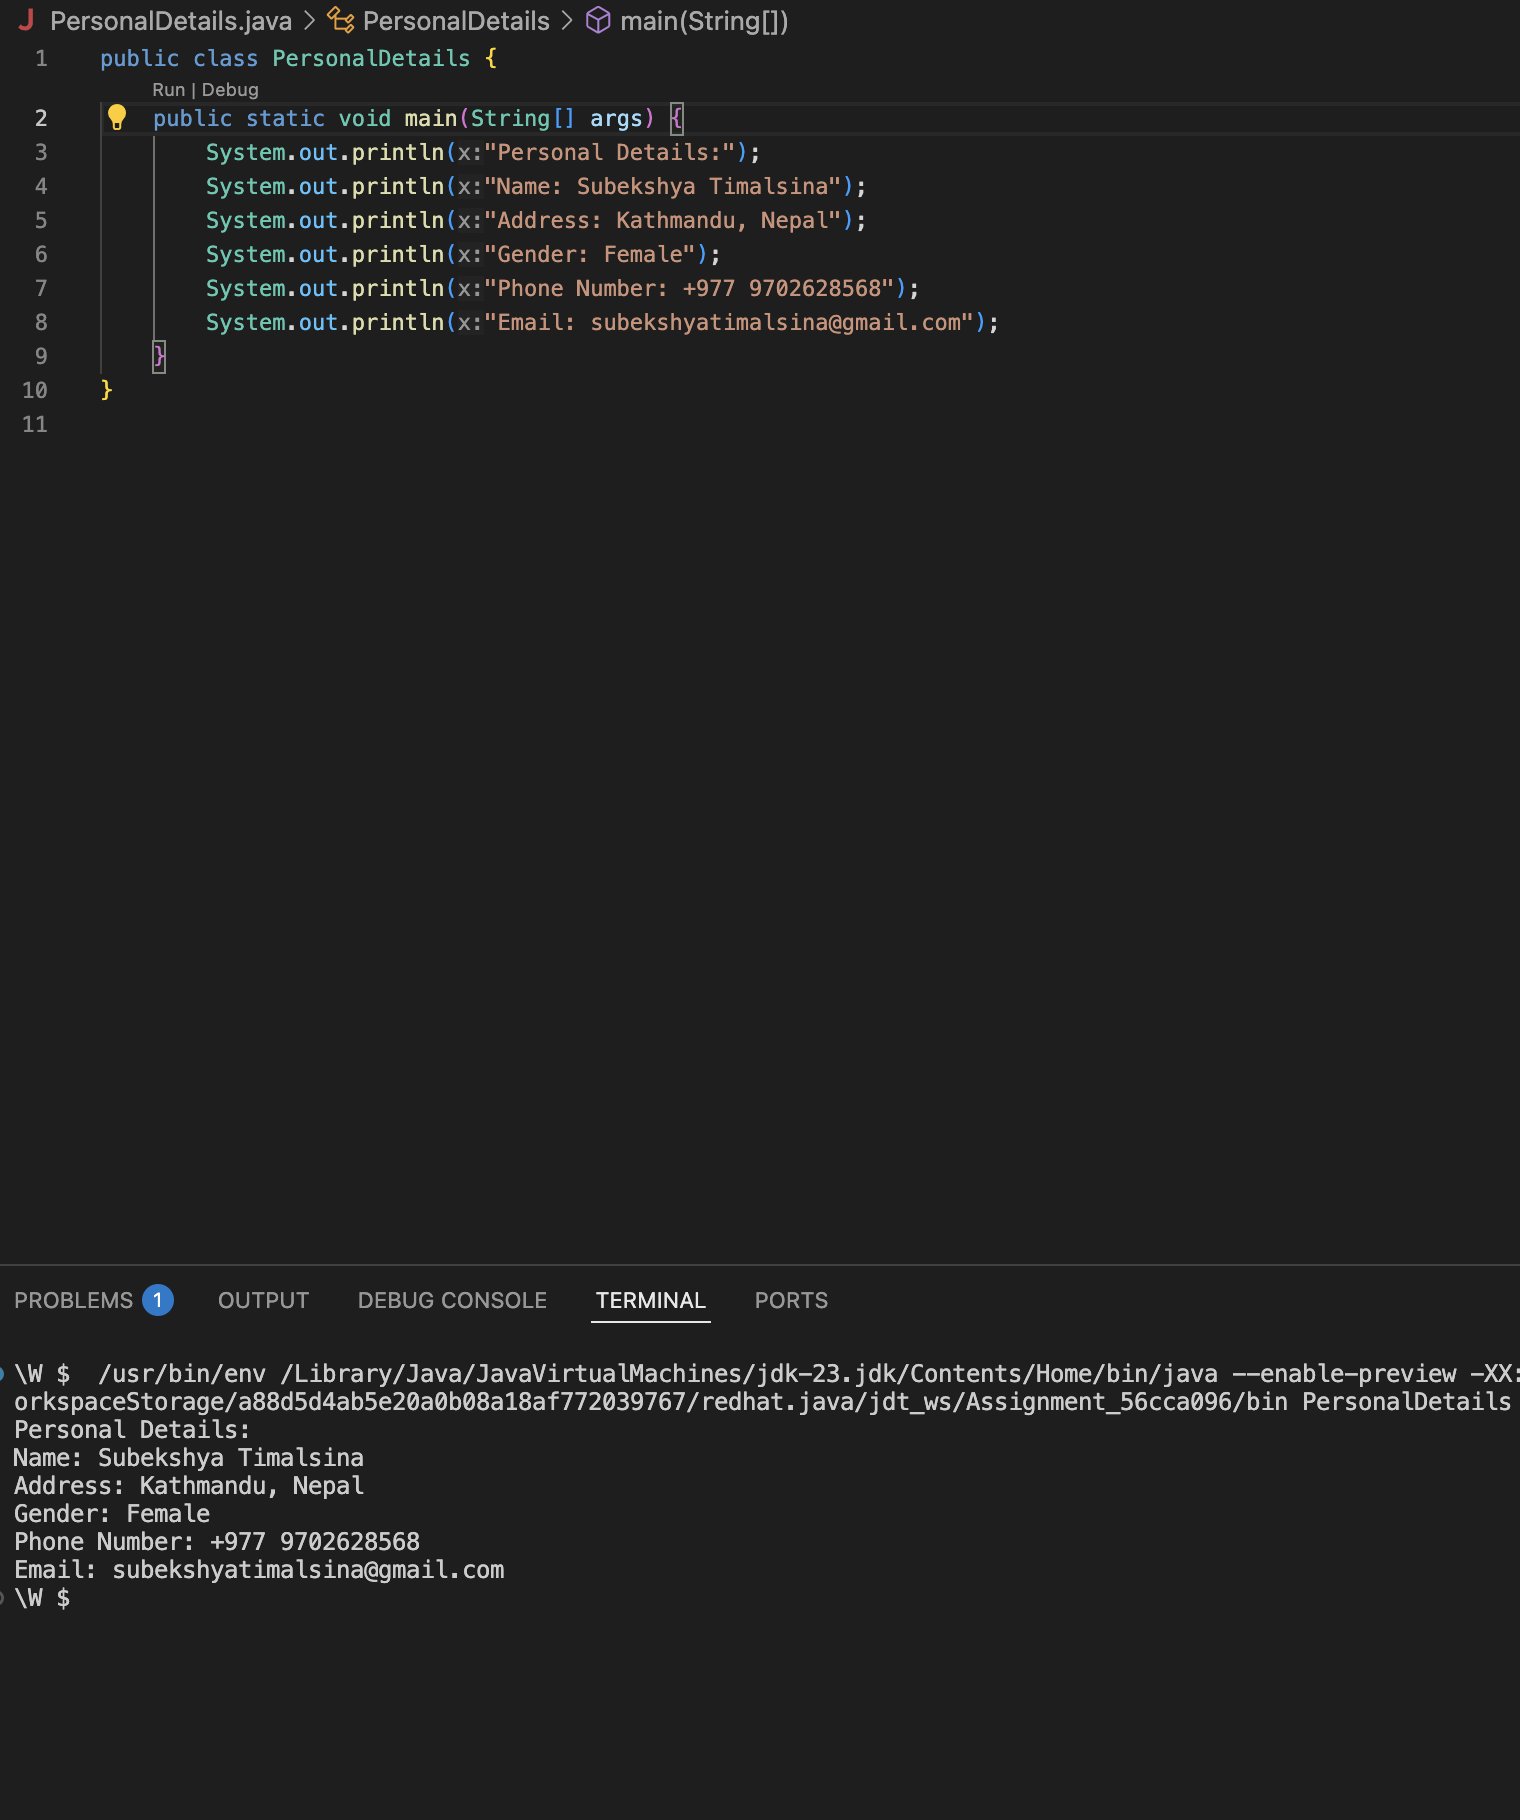 PersonalDetails.java > PersonalDetails > main(String[])
1 public class PersonalDetails {
Run | Debug
2 public static void main(String[] args) {
3 System.out.println(x:"Personal Details:");
4 System.out.println(x:"Name: Subekshya Timalsina");
5 System.out.println(x:"Address: Kathmandu, Nepal");
6 System.out.println(x:"Gender: Female");
7 System.out.println(x:"Phone Number: +977 9702628568");
8 System.out.println(x:"Email: subekshyatimalsina@gmail.com");
9 }
10 }
11
PROBLEMS 1 OUTPUT DEBUG CONSOLE TERMINAL PORTS
\W $  /usr/bin/env /Library/Java/JavaVirtualMachines/jdk-23.jdk/Contents/Home/bin/java --enable-preview -XX:
orkspaceStorage/a88d5d4ab5e20a0b08a18af772039767/redhat.java/jdt_ws/Assignment_56cca096/bin PersonalDetails
Personal Details:
Name: Subekshya Timalsina
Address: Kathmandu, Nepal
Gender: Female
Phone Number: +977 9702628568
Email: subekshyatimalsina@gmail.com
\W $